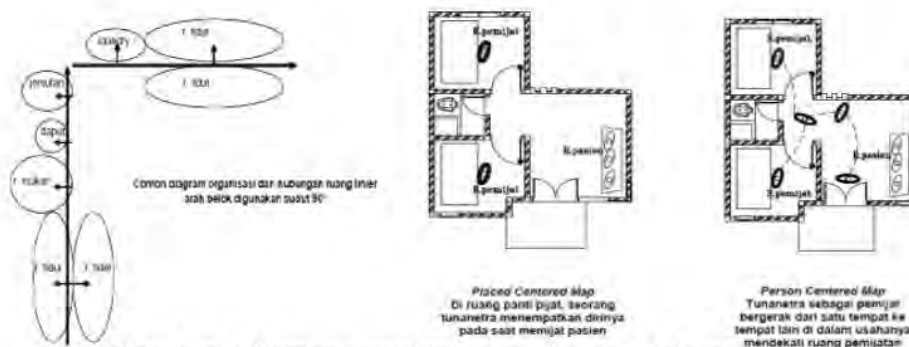 laundry
r. tidur
r. tidur
jemuran
dapur
r. makan
r. tidur
r. tidur
Contoh diagram organisasi dan hubungan ruang linier
arah belok digunakan sudut 90°
R.pemijat
R.pasien
R.pemijat
Placed Centered Map
Di ruang panti pijat, seorang
tunanetra menempatkan dirinya
pada saat memijat pasien
R.pemijat
R.pasien
R.pemijat
Person Centered Map
Tunanetra sebagai pemijat
bergerak dari satu tempat ke
tempat lain di dalam usahanya
mendekati ruang pemijatan